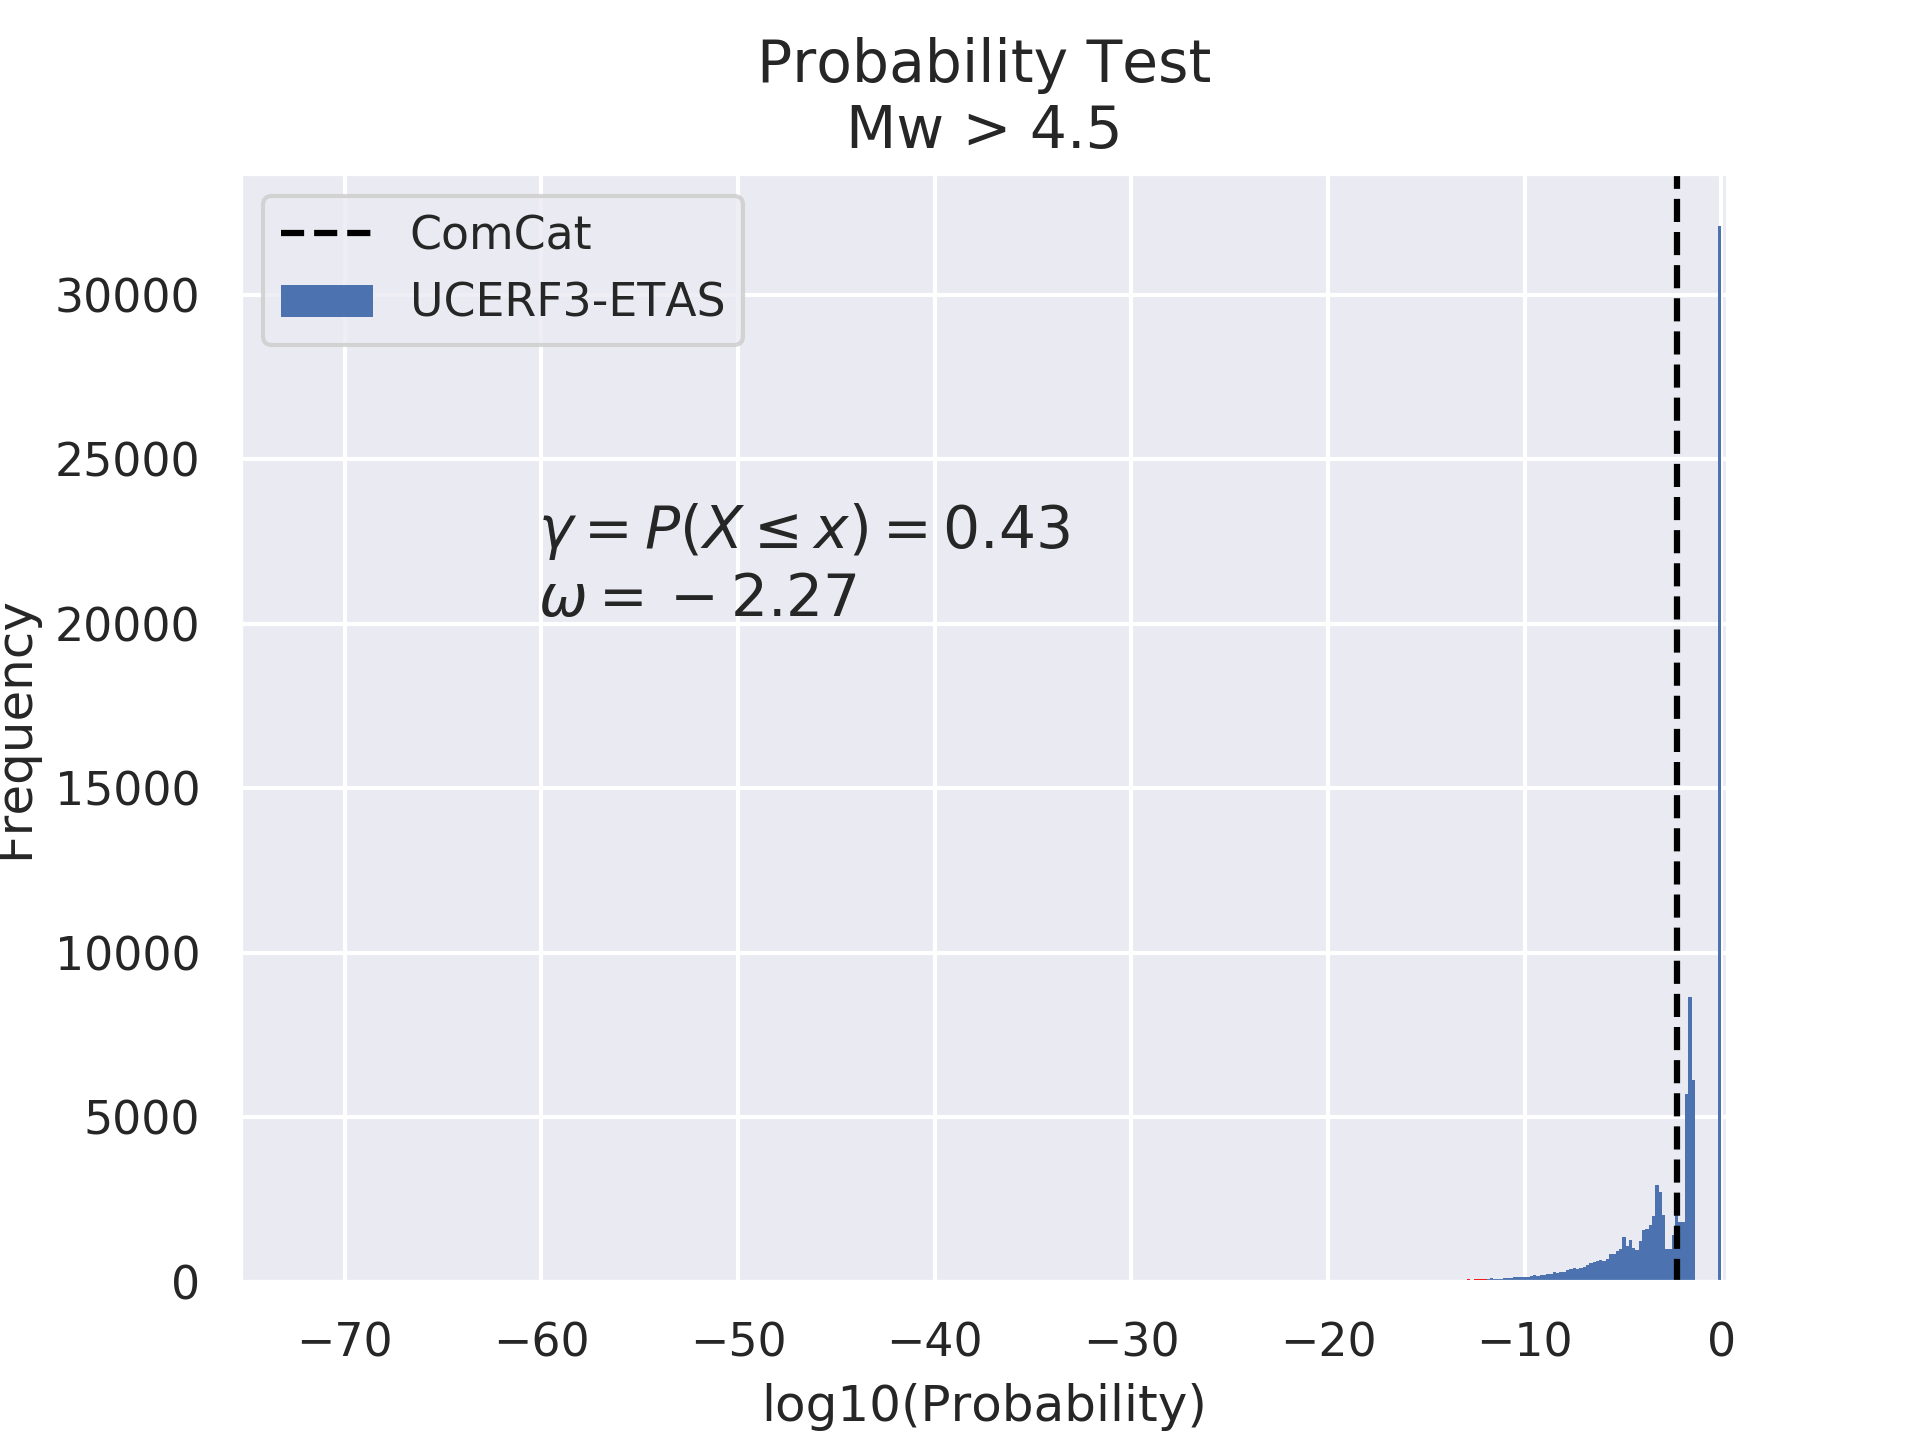 Probability Test
Mw > 4.5
ComCat
UCERF3-ETAS
γ = P(X ≤ x) = 0.43
ω = − 2.27
Frequency
30000
25000
20000
15000
10000
5000
0
−70 −60 −50 −40 −30 −20 −10 0
log10(Probability)